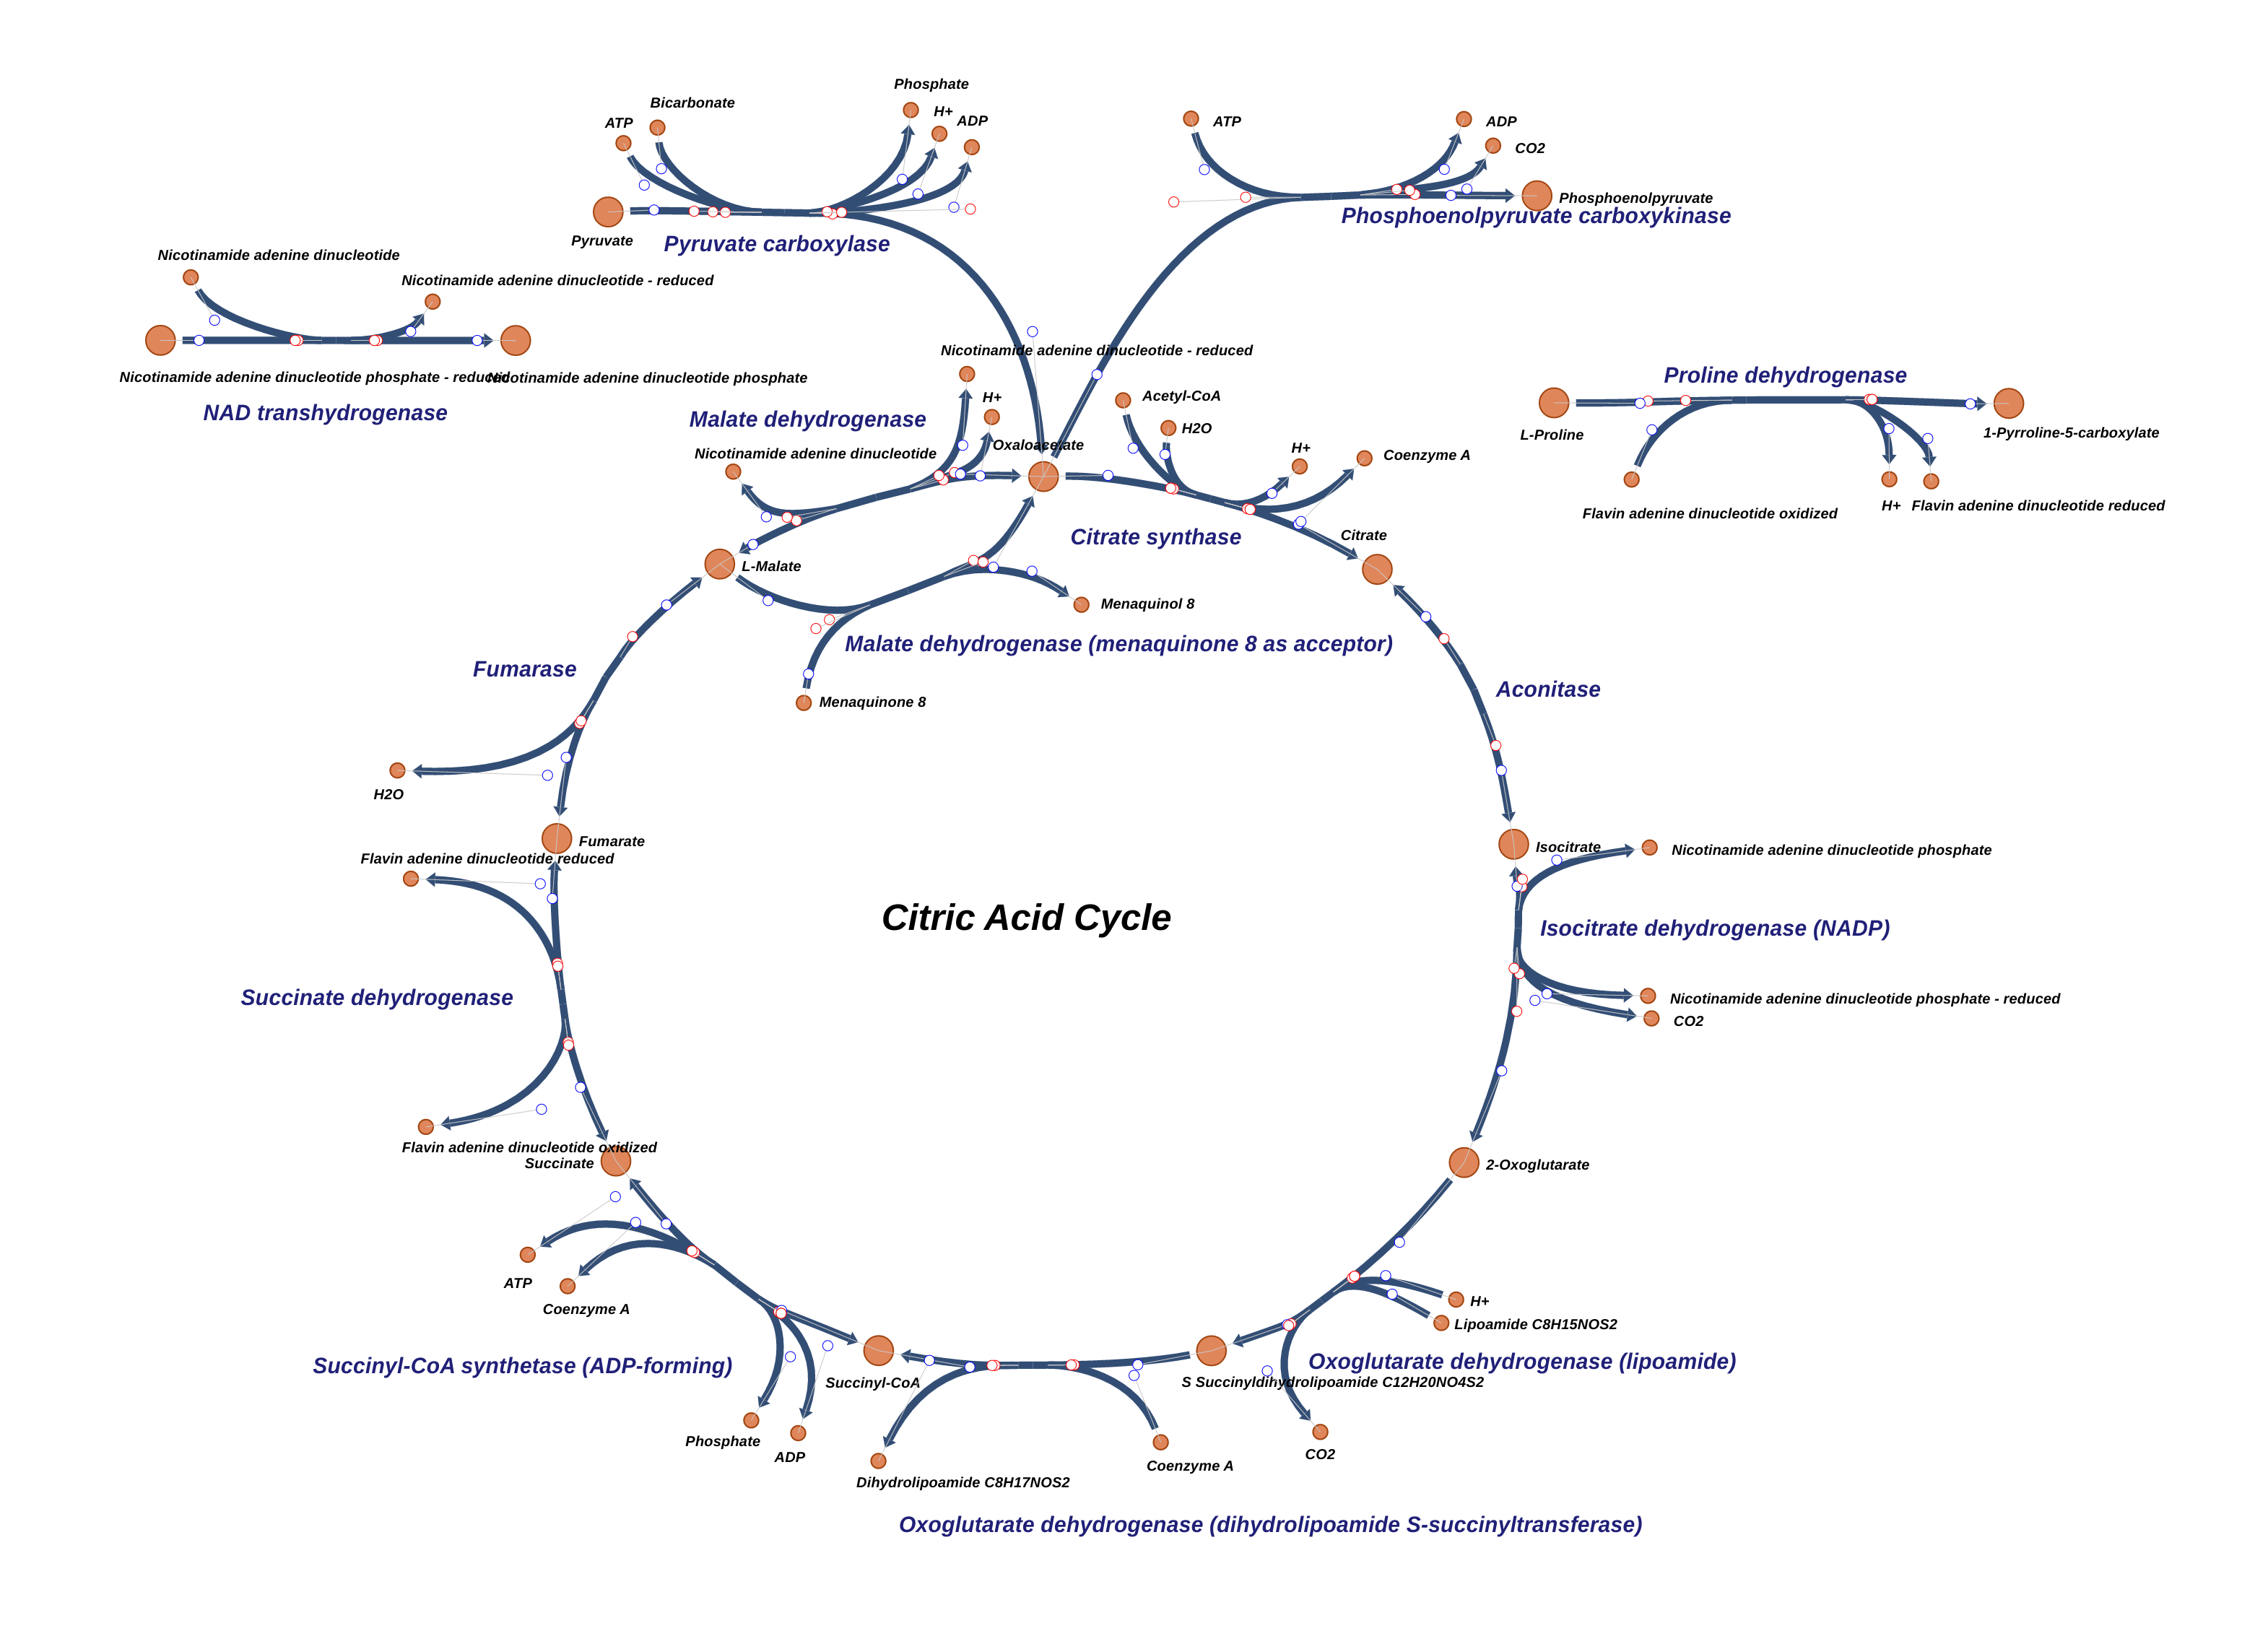 Phosphate
Bicarbonate
H+
ADP
ATP
ATP
ADP
CO2
Phosphoenolpyruvate
Phosphoenolpyruvate carboxykinase
Pyruvate
Pyruvate carboxylase
Nicotinamide adenine dinucleotide
Nicotinamide adenine dinucleotide - reduced
Nicotinamide adenine dinucleotide phosphate - reduced
Nicotinamide adenine dinucleotide phosphate
NAD transhydrogenase
Nicotinamide adenine dinucleotide - reduced
Malate dehydrogenase
H+
Acetyl-CoA
H2O
Oxaloacetate
Nicotinamide adenine dinucleotide
H+
Coenzyme A
Proline dehydrogenase
L-Proline
1-Pyrroline-5-carboxylate
Flavin adenine dinucleotide oxidized
H+
Flavin adenine dinucleotide reduced
Citrate synthase
Citrate
L-Malate
Menaquinol 8
Malate dehydrogenase (menaquinone 8 as acceptor)
Fumarase
Menaquinone 8
Aconitase
H2O
Fumarate
Flavin adenine dinucleotide reduced
Isocitrate
Nicotinamide adenine dinucleotide phosphate
Citric Acid Cycle
Isocitrate dehydrogenase (NADP)
Succinate dehydrogenase
Nicotinamide adenine dinucleotide phosphate - reduced
CO2
Flavin adenine dinucleotide oxidized
Succinate
2-Oxoglutarate
ATP
Coenzyme A
H+
Lipoamide C8H15NOS2
Succinyl-CoA synthetase (ADP-forming)
Oxoglutarate dehydrogenase (lipoamide)
Succinyl-CoA
S Succinyldihydrolipoamide C12H20NO4S2
Phosphate
ADP
CO2
Coenzyme A
Dihydrolipoamide C8H17NOS2
Oxoglutarate dehydrogenase (dihydrolipoamide S-succinyltransferase)